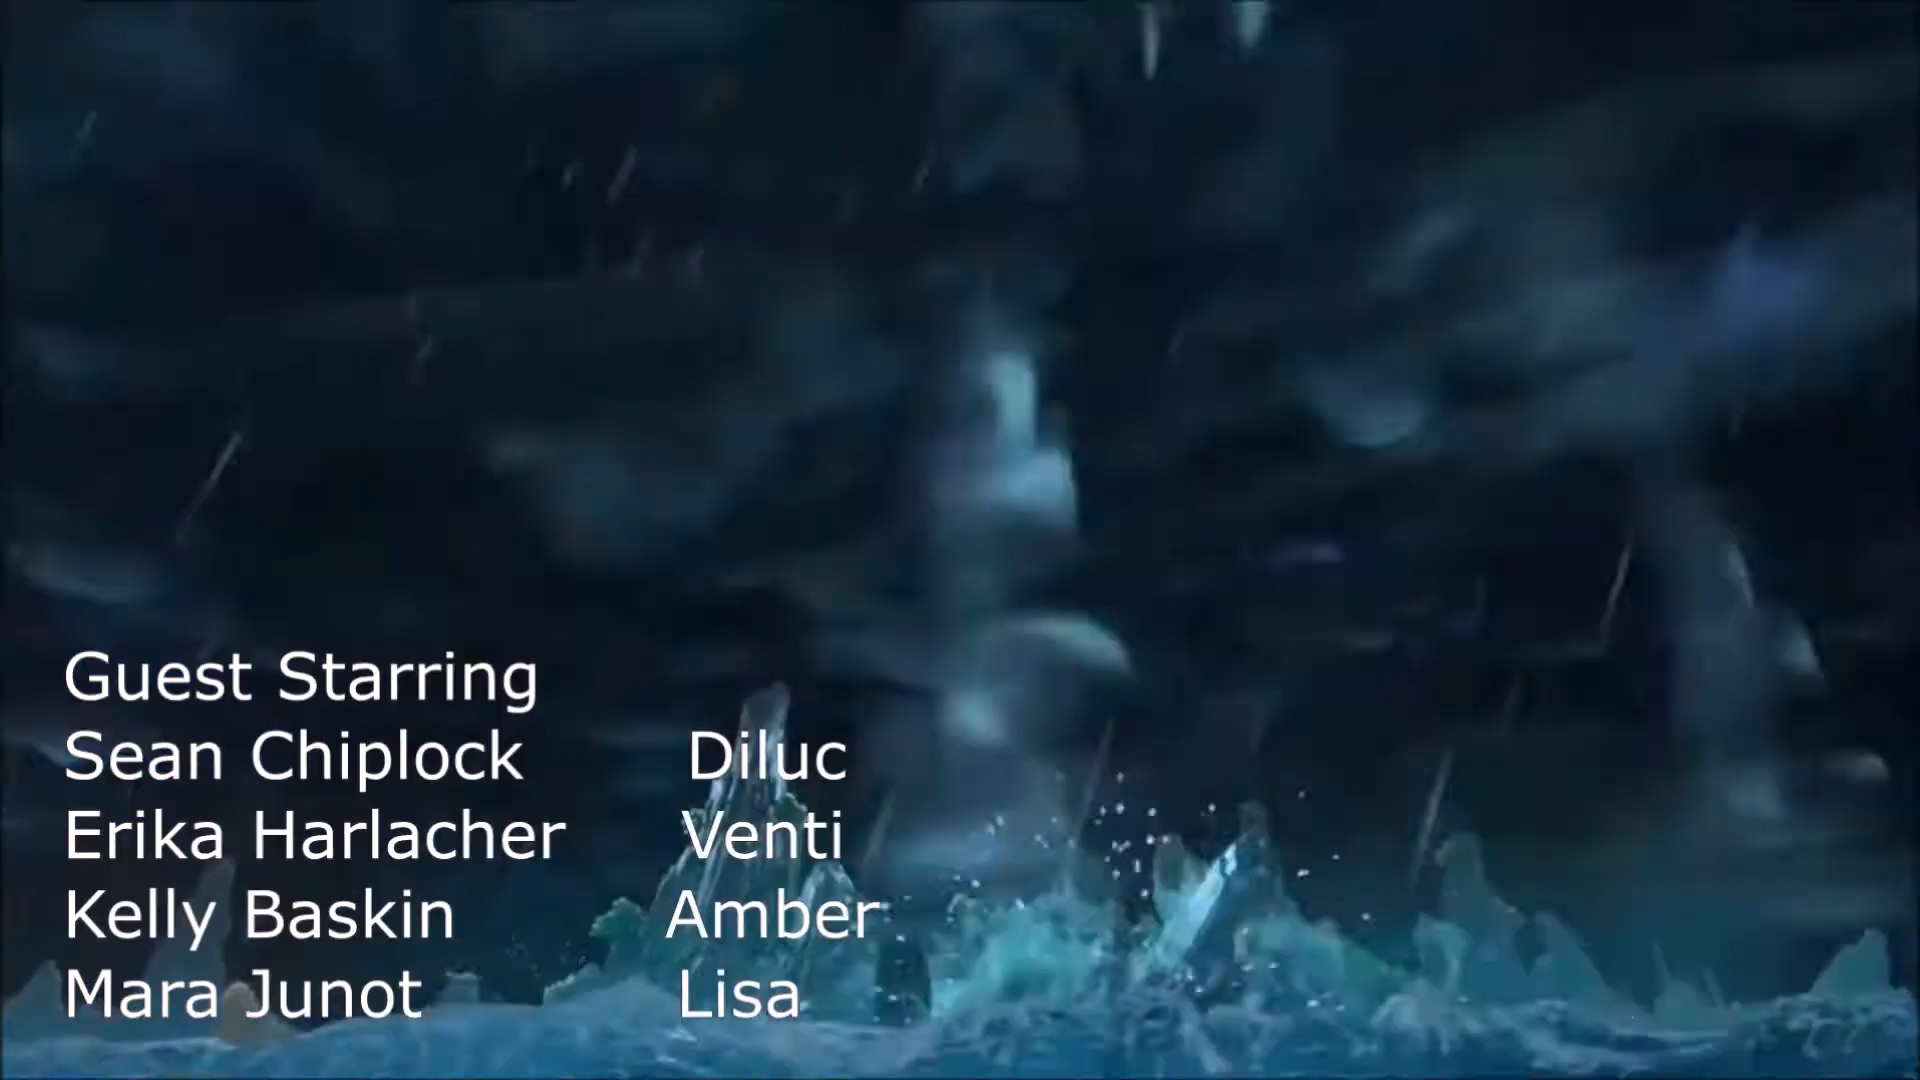 Guest Starring
Sean Chiplock Diluc
Erika Harlacher Venti
Kelly Baskin Amber
Mara Junot Lisa